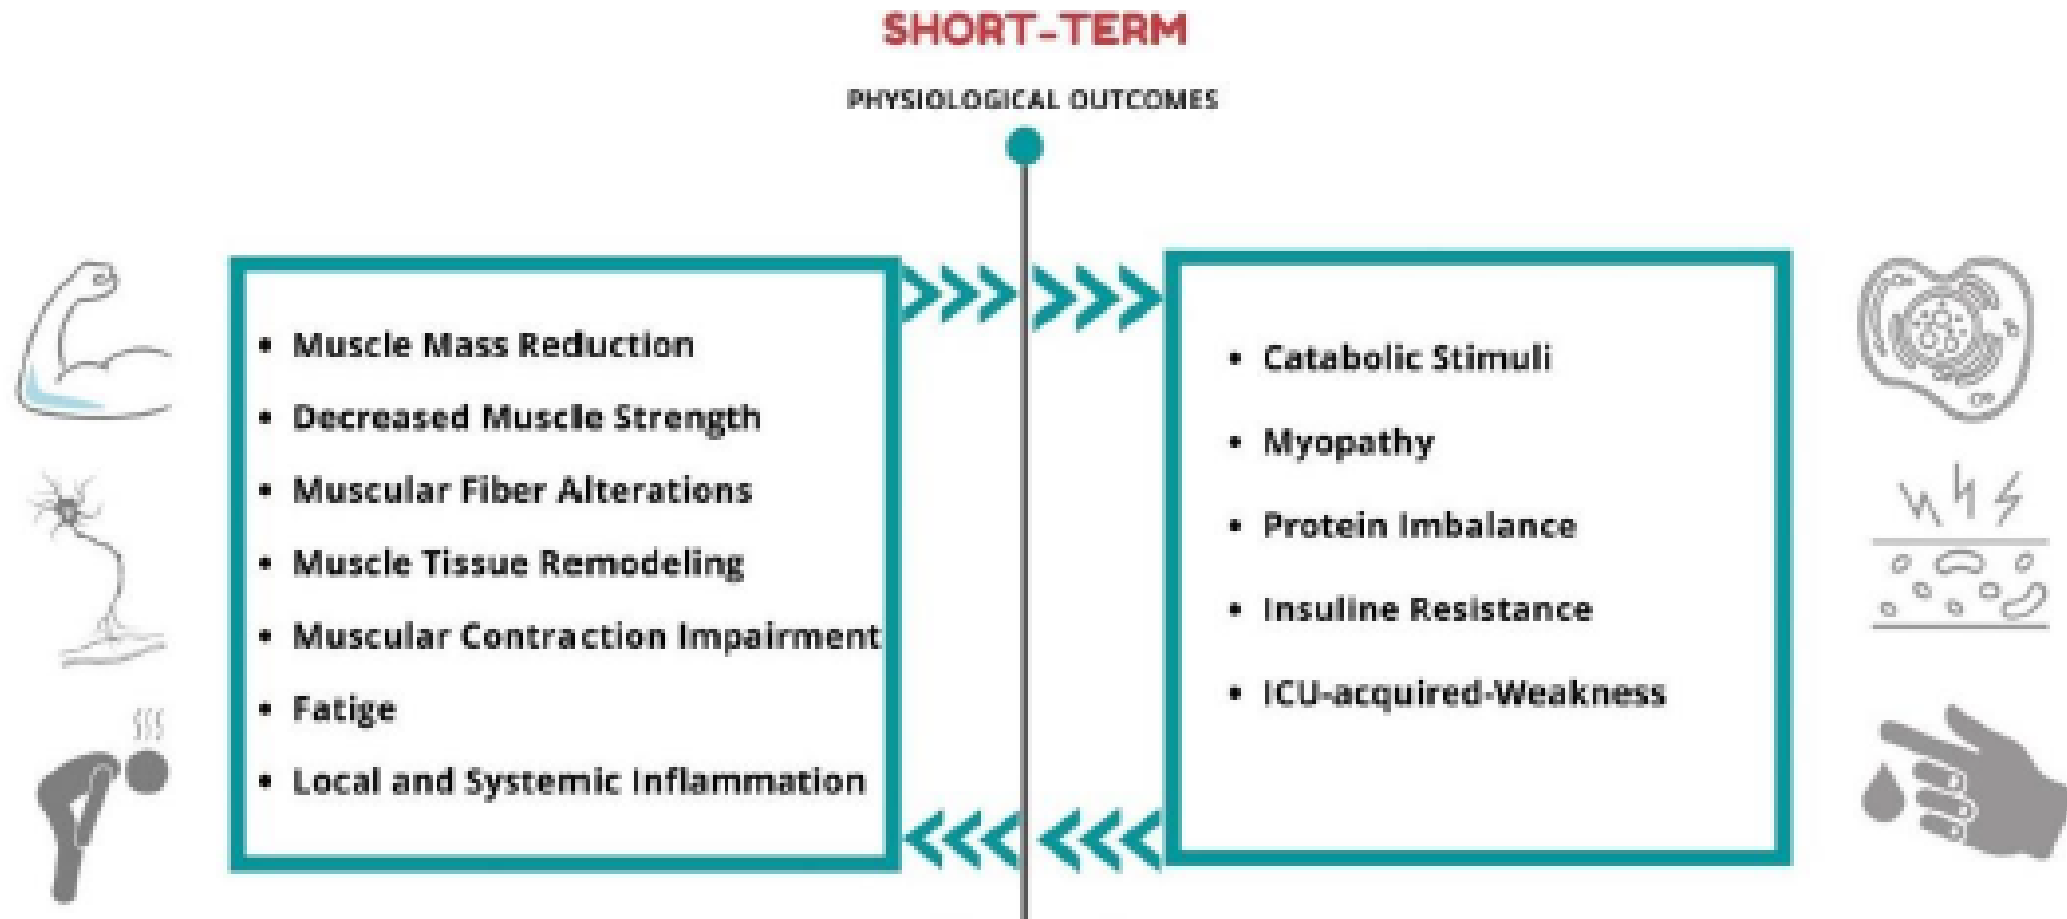 SHORT-TERM
PHYSIOLOGICAL OUTCOMES
• Muscle Mass Reduction
• Decreased Muscle Strength
• Muscular Fiber Alterations
• Muscle Tissue Remodeling
• Muscular Contraction Impairment
• Fatige
• Local and Systemic Inflammation
• Catabolic Stimuli
• Myopathy
• Protein Imbalance
• Insuline Resistance
• ICU-acquired-Weakness